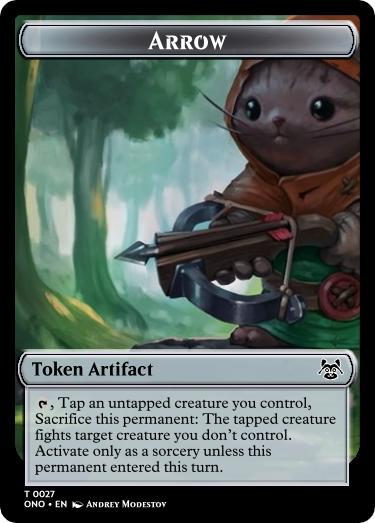 Arrow
Token Artifact
, Tap an untapped creature you control,
Sacrifice this permanent: The tapped creature
fights target creature you don't control.
Activate only as a sorcery unless this
permanent entered this turn.
T 0027
ONO • EN Andrey Modestov